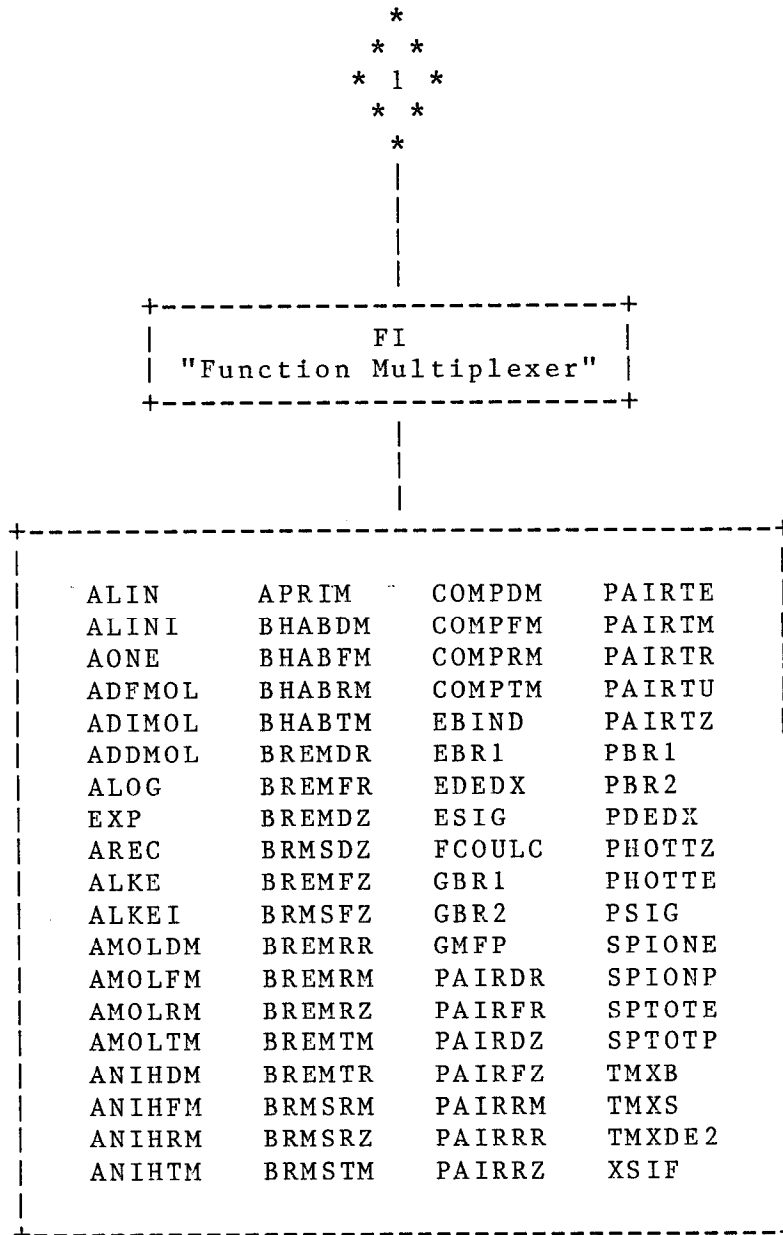 1
FI
"Function Multiplexer"
ALIN APRIM COMPDM PAIRTE
ALINI BHABDM COMPFM PAIRTM
AONE BHABFM COMPRM PAIRTR
ADFMOL BHABRM COMPTM PAIRTU
ADIMOL BHABTM EBIND PAIRTZ
ADDMOL BREMDR EBR1 PBR1
ALOG BREMFR EDEDX PBR2
EXP BREMDZ ESIG PDEDX
AREC BRMSDZ FCOULC PHOTTZ
ALKE BREMFZ GBR1 PHOTTE
ALKEI BRMSFZ GBR2 PSIG
AMOLDM BREMRR GMFP SPIONE
AMOLFM BREMRM PAIRDR SPIONP
AMOLRM BREMRZ PAIRFR SPTOTE
AMOLTM BREMTM PAIRDZ SPTOTP
ANIHDM BREMTR PAIRFZ TMXB
ANIHFM BRMSRM PAIRRM TMXS
ANIHRM BRMSRZ PAIRRR TMXDE2
ANIHTM BRMSTM PAIRRZ XSIF